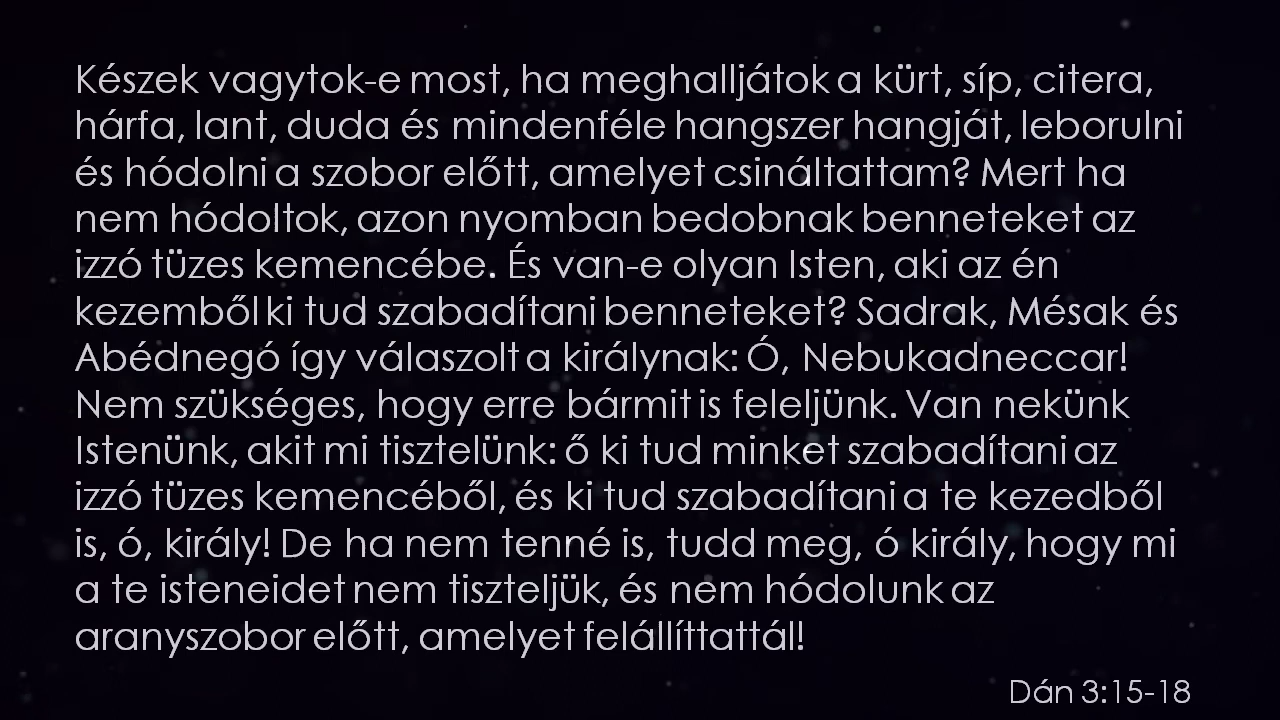 Készek vagytok-e most, ha meghalljátok a kürt, síp, citera,
hárfa, lant, duda és mindenféle hangszer hangját, leborulni
és hódolni a szobor előtt, amelyet csináltattam? Mert ha
nem hódoltok, azon nyomban bedobnak benneteket az
izzó tüzes kemencébe. És van-e olyan Isten, aki az én
kezemből ki tud szabadítani benneteket? Sadrak, Mésak és
Abédnegó így válaszolt a királynak: Ó, Nebukadneccar!
Nem szükséges, hogy erre bármit is feleljünk. Van nekünk
Istenünk, akit mi tisztelünk: ő ki tud minket szabadítani az
izzó tüzes kemencéből, és ki tud szabadítani a te kezedből
is, ó, király! De ha nem tenné is, tudd meg, ó király, hogy mi
a te isteneidet nem tiszteljük, és nem hódolunk az
aranyszobor előtt, amelyet felállíttattál!
Dán 3:15-18